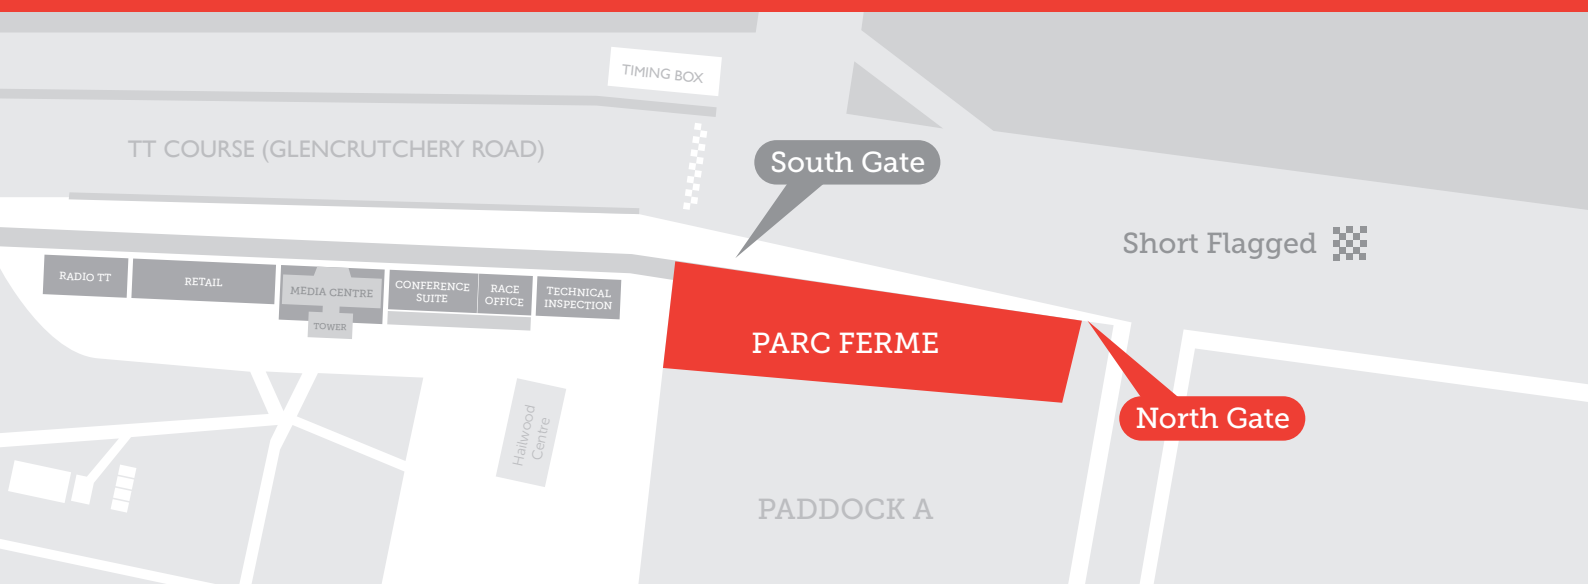 TIMING BOX
TT COURSE (GLENCRUTCHERY ROAD)
South Gate
Short Flagged
RADIO TT
RETAIL
MEDIA CENTRE
TOWER
CONFERENCE
SUITE
RACE
OFFICE
TECHNICAL
INSPECTION
PARC FERME
North Gate
Hailwood
Centre
PADDOCK A